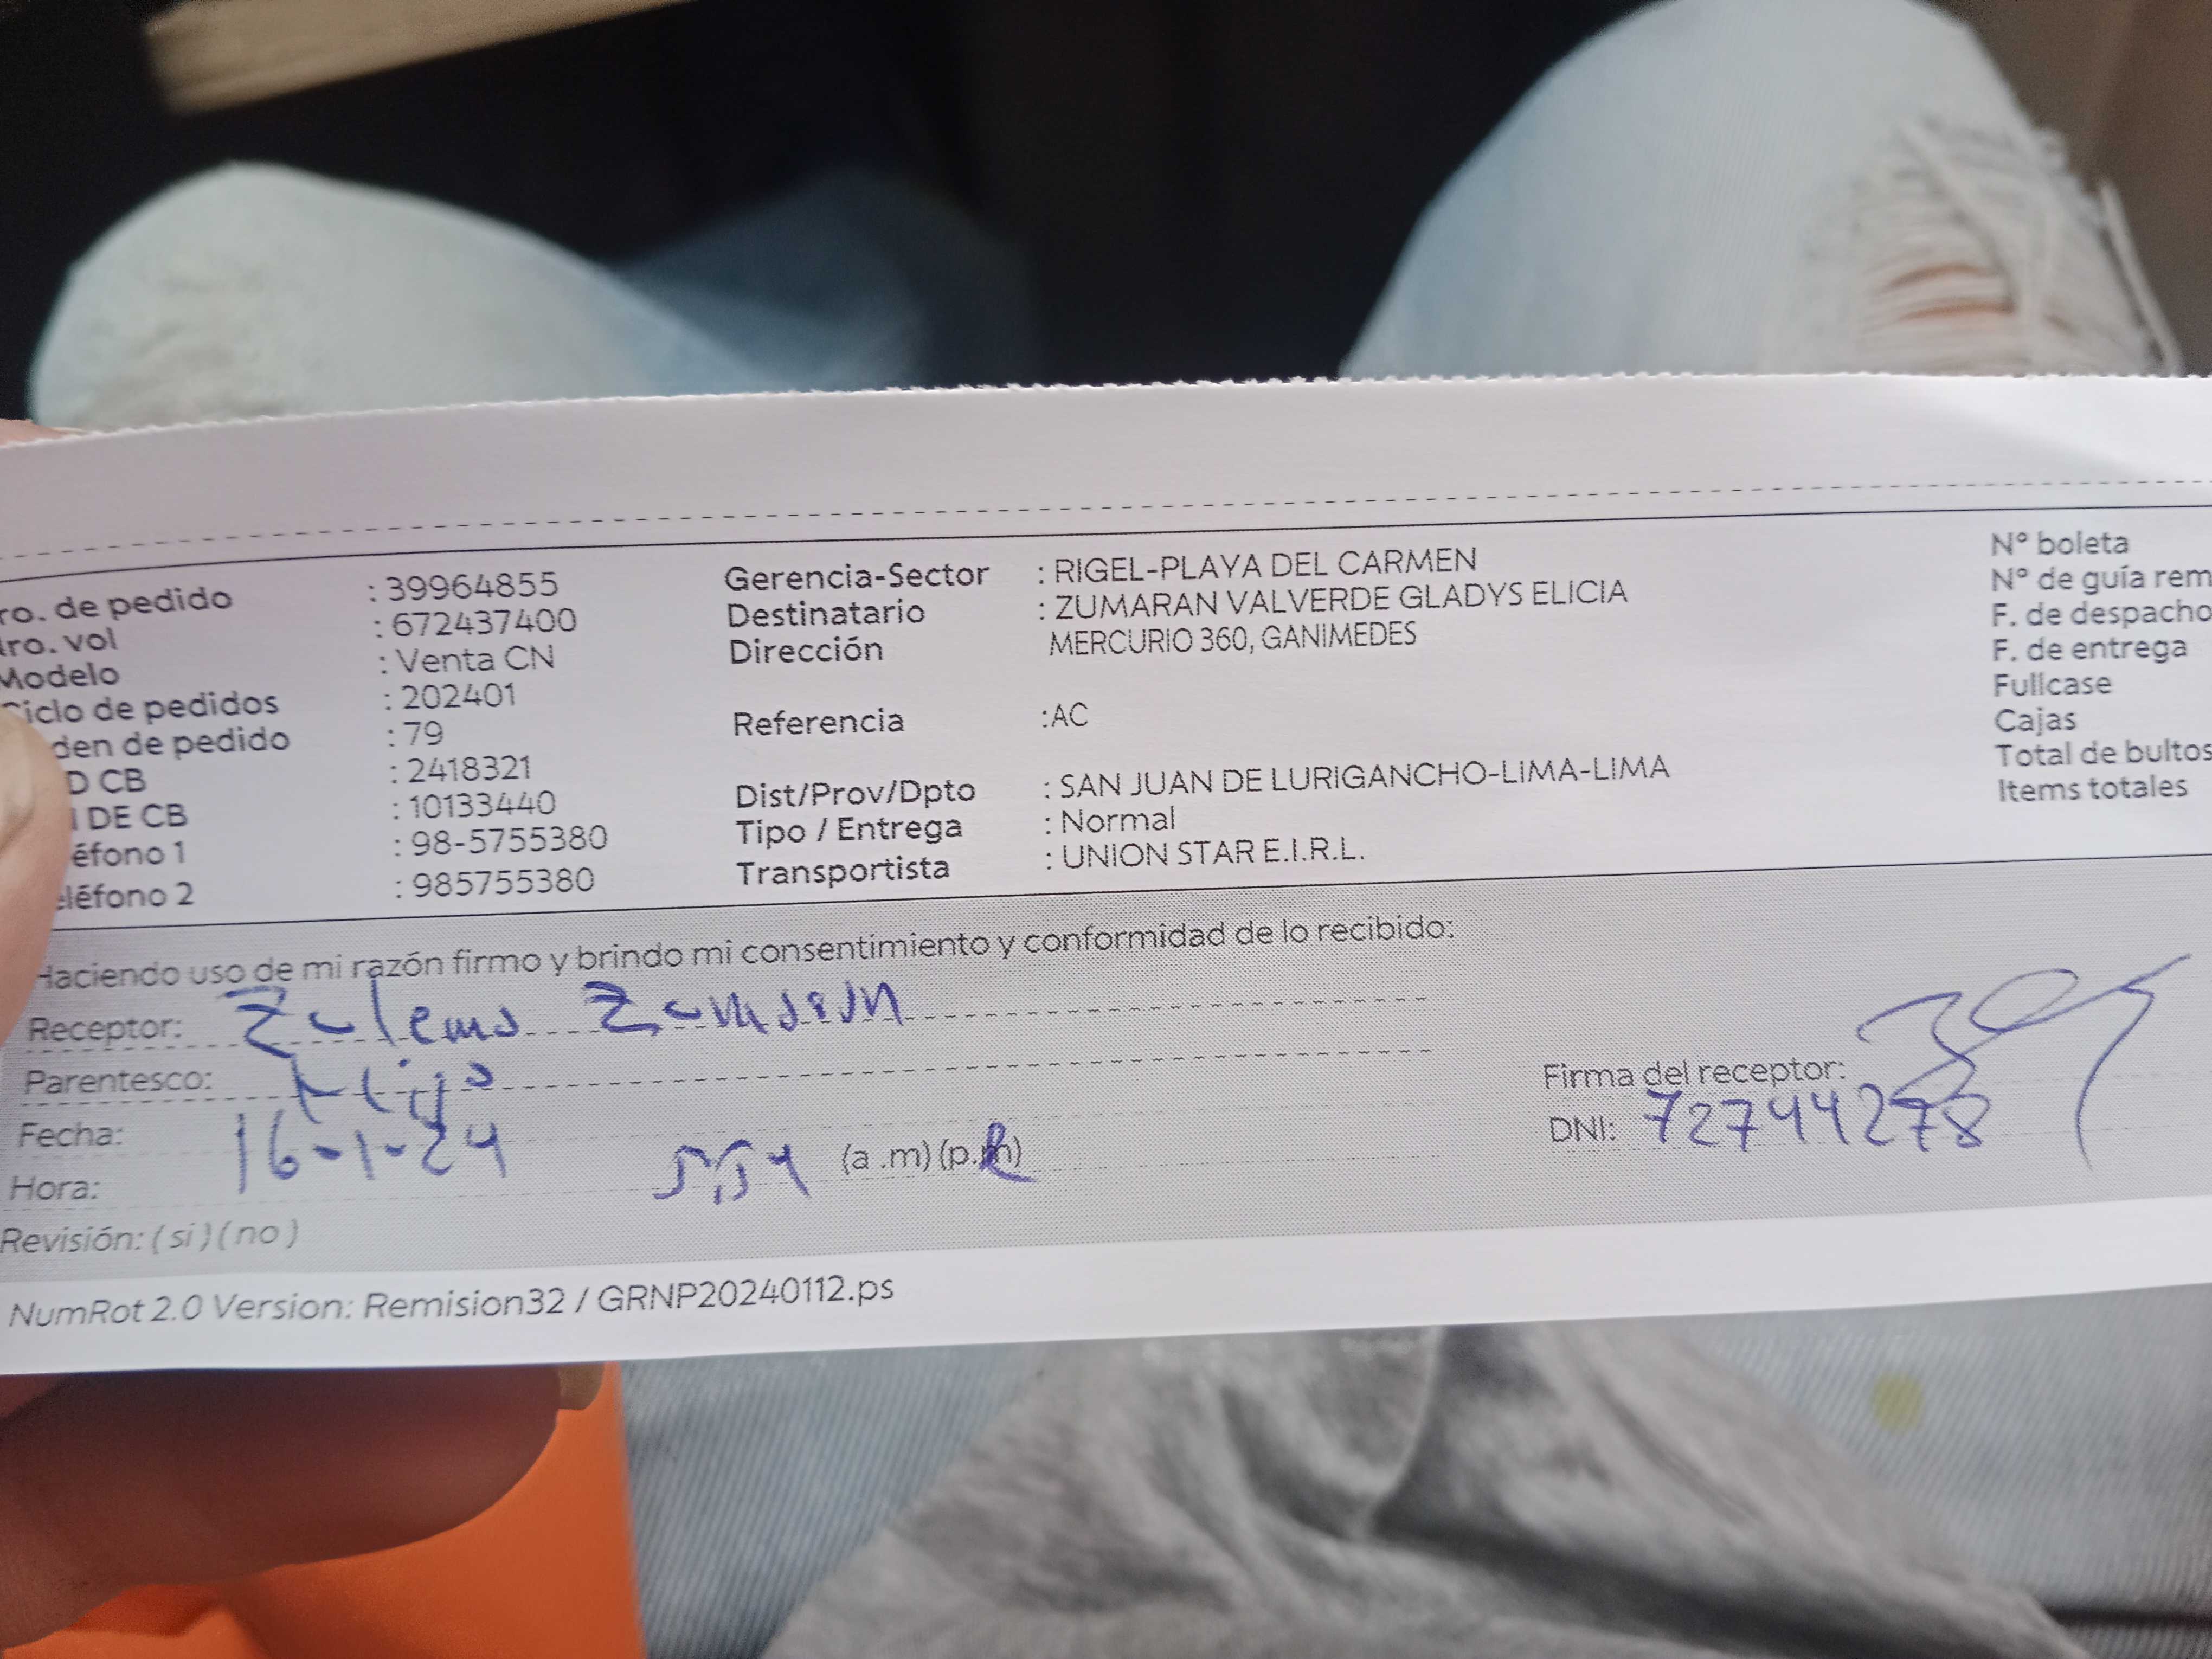 ro. de pedido : 39964855
ro. vol : 672437400
Modelo : Venta CN
Ciclo de pedidos : 202401
den de pedido : 79
D CB : 2418321
I DE CB : 10133440
éfono 1 : 98-5755380
eléfono 2 : 985755380
Gerencia-Sector : RIGEL-PLAYA DEL CARMEN
Destinatario : ZUMARAN VALVERDE GLADYS ELICIA
Dirección MERCURIO 360, GANIMEDES
Referencia :AC
Dist/Prov/Dpto : SAN JUAN DE LURIGANCHO-LIMA-LIMA
Tipo / Entrega : Normal
Transportista : UNION STAR E.I.R.L.
N° boleta
N° de guía rem
F. de despacho
F. de entrega
Fullcase
Cajas
Total de bultos
Items totales
Haciendo uso de mi razón firmo y brindo mi consentimiento y conformidad de lo recibido:
Receptor: Zulema
Parentesco: Hija
Fecha: 16-1-24
Hora: (a .m) (p.m)
Firma del receptor:
DNI: 72744278
Revisión: ( si ) ( no )
NumRot 2.0 Version: Remision32 / GRNP20240112.ps